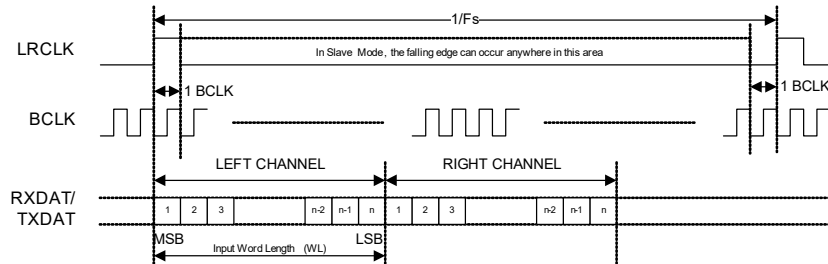 1/Fs
LRCLK
In Slave Mode, the falling edge can occur anywhere in this area
1 BCLK
1 BCLK
BCLK
LEFT CHANNEL
RIGHT CHANNEL
RXDAT/
TXDAT
1 2 3 n-2 n-1 n 1 2 3 n-2 n-1 n
MSB
LSB
Input Word Length (WL)